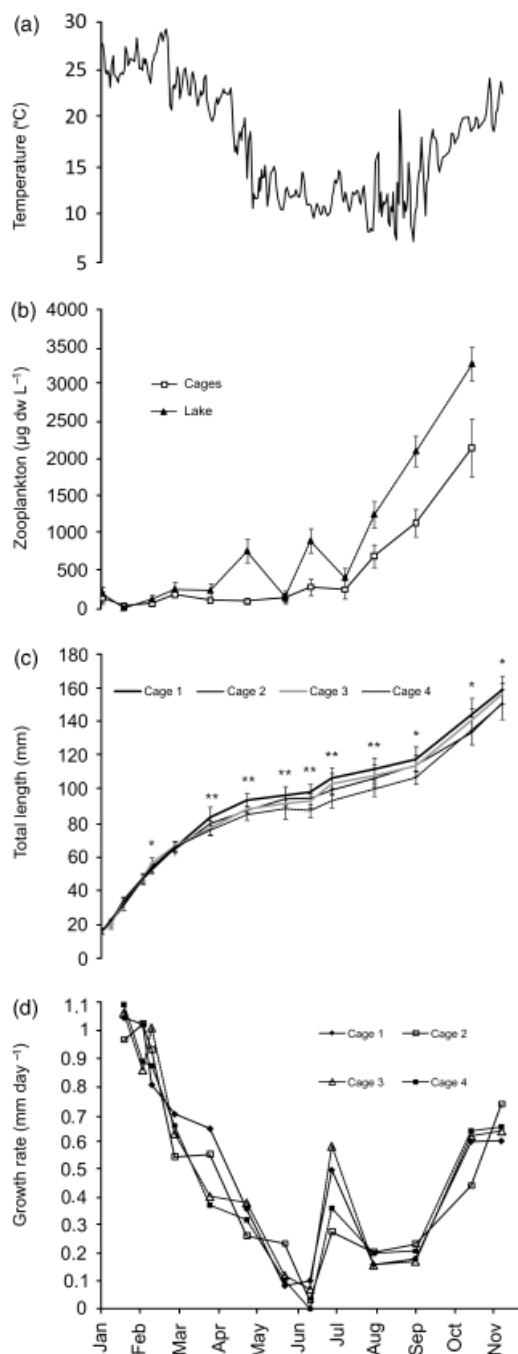 (a)
30
25
20
15
10
5
Temperature (°C)
(b)
4000
3500
3000
2500
2000
1500
1000
500
0
Zooplankton (µg dw L⁻¹)
Cages
Lake
(c)
180
160
140
120
100
80
60
40
20
0
Total length (mm)
Cage 1 Cage 2 Cage 3 Cage 4
* ** ** ** ** ** ** * * *
(d)
1.1
1
0.9
0.8
0.7
0.6
0.5
0.4
0.3
0.2
0.1
0
Growth rate (mm day ⁻¹)
Cage 1 Cage 2
Cage 3 Cage 4
Jan Feb Mar Apr May Jun Jul Aug Sep Oct Nov